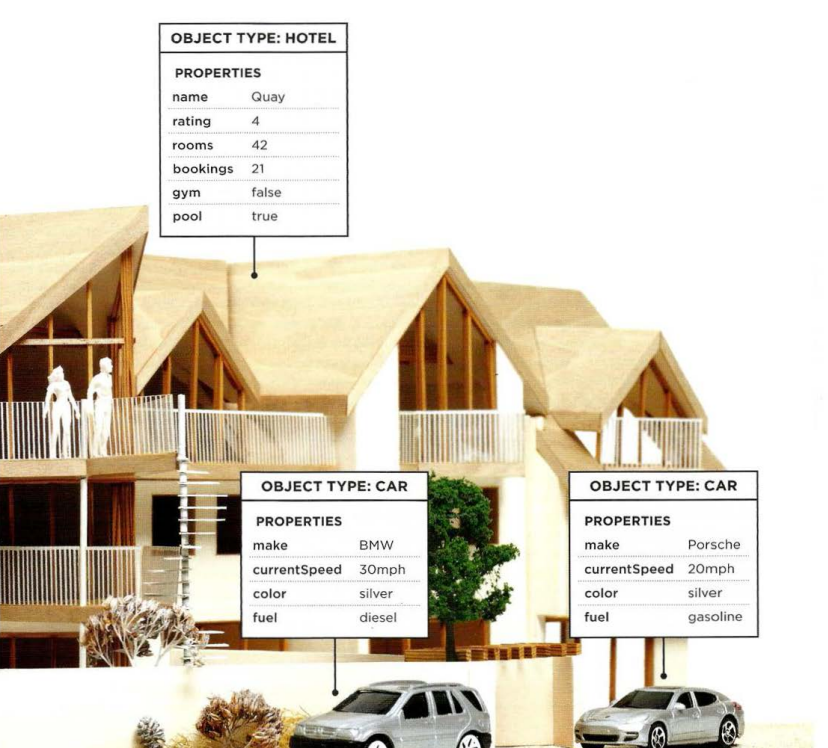 OBJECT TYPE: HOTEL
PROPERTIES
name Quay
rating 4
rooms 42
bookings 21
gym false
pool true
OBJECT TYPE: CAR
PROPERTIES
make BMW
currentSpeed 30mph
color silver
fuel diesel
OBJECT TYPE: CAR
PROPERTIES
make Porsche
currentSpeed 20mph
color silver
fuel gasoline